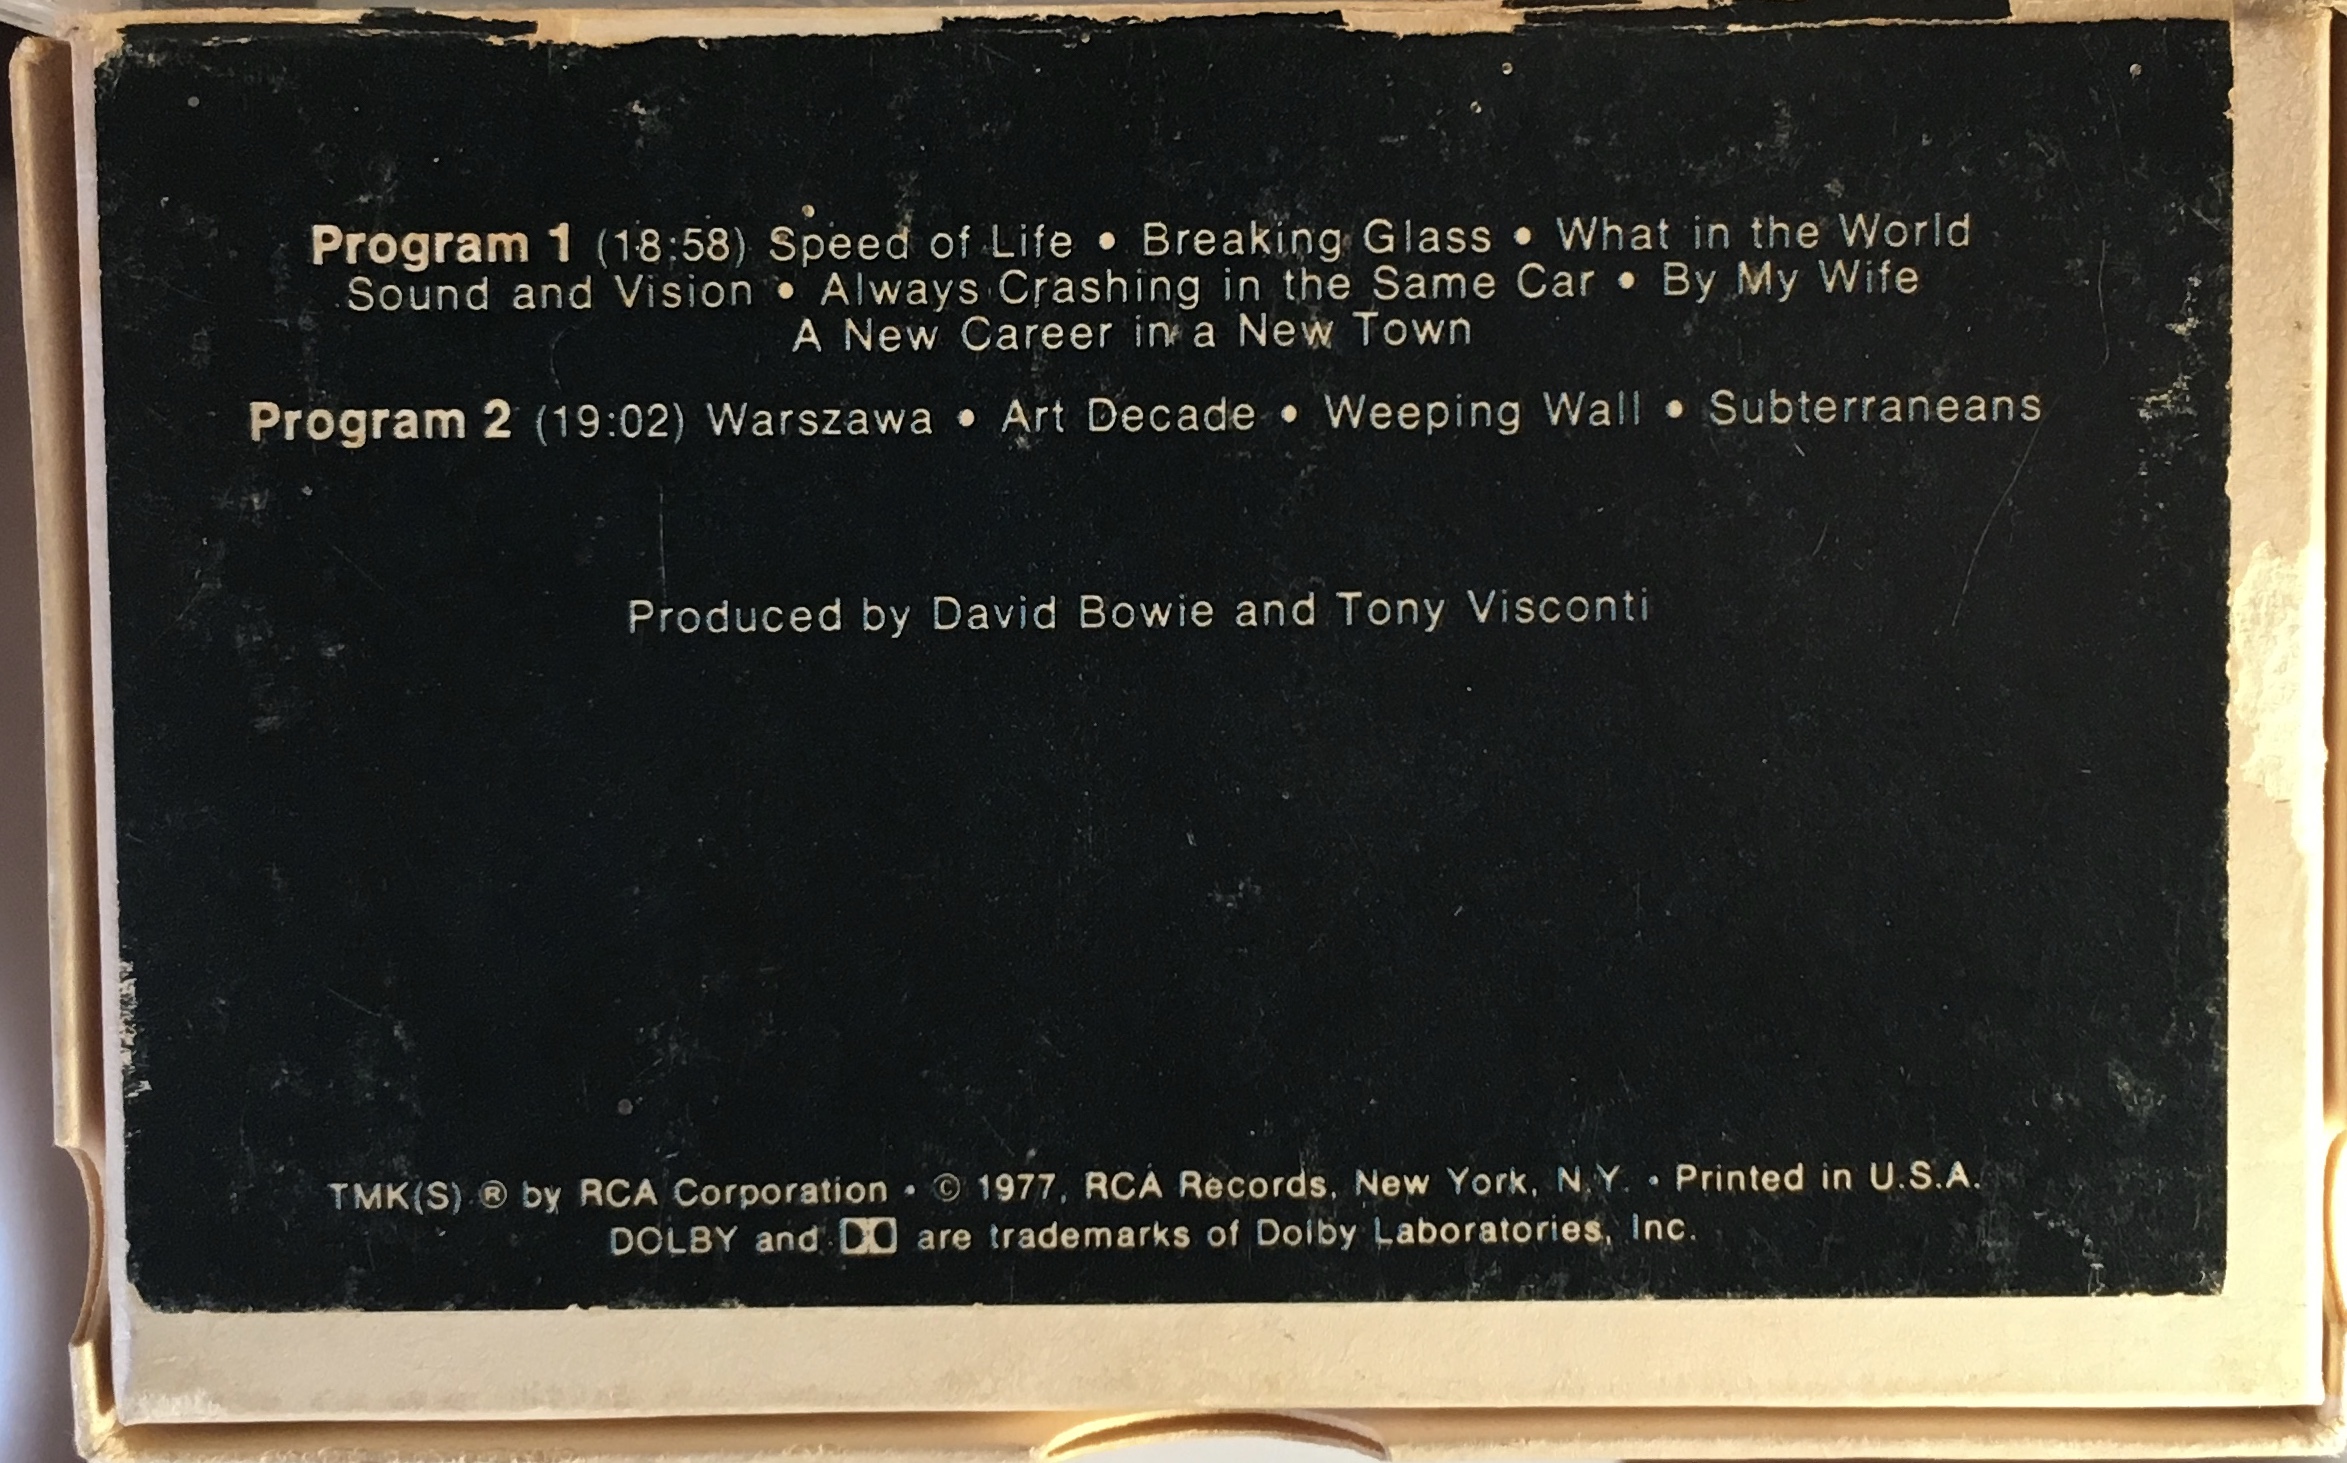 Program 1 (18:58) Speed of Life • Breaking Glass • What in the World
Sound and Vision • Always Crashing in the Same Car • By My Wife
A New Career in a New Town
Program 2 (19:02) Warszawa • Art Decade • Weeping Wall • Subterraneans
Produced by David Bowie and Tony Visconti
TMK(S) ® by RCA Corporation • © 1977, RCA Records, New York, N.Y. • Printed in U.S.A.
DOLBY and DD are trademarks of Dolby Laboratories, Inc.